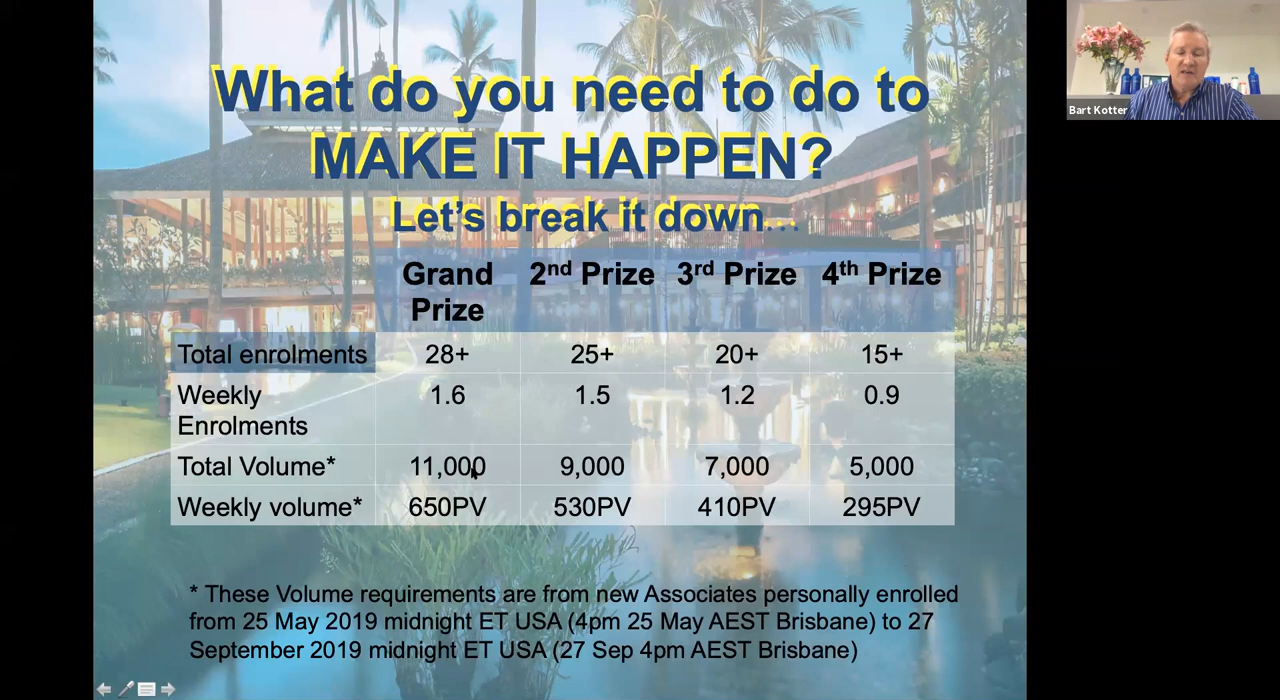 What do you need to do to
MAKE IT HAPPEN?
Let's break it down...
Grand Prize 2nd Prize 3rd Prize 4th Prize
Total enrolments 28+ 25+ 20+ 15+
Weekly Enrolments 1.6 1.5 1.2 0.9
Total Volume* 11,000 9,000 7,000 5,000
Weekly volume* 650PV 530PV 410PV 295PV
* These Volume requirements are from new Associates personally enrolled
from 25 May 2019 midnight ET USA (4pm 25 May AEST Brisbane) to 27
September 2019 midnight ET USA (27 Sep 4pm AEST Brisbane)
Bart Kotter